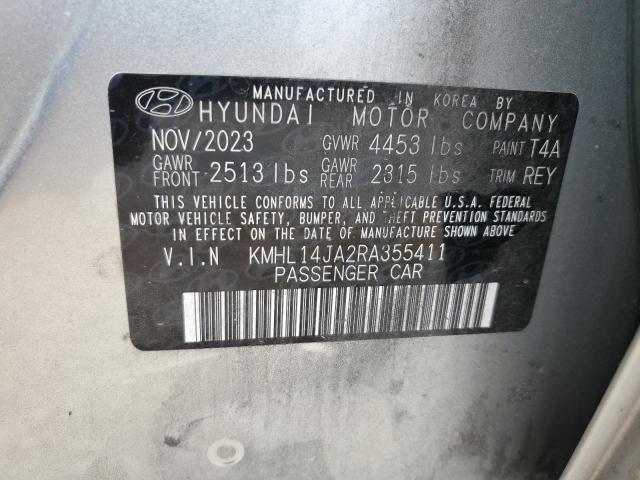 MANUFACTURED IN KOREA BY
HYUNDAI MOTOR COMPANY
NOV/2023 GVWR 4453 lbs PAINT T4A
GAWR FRONT 2513 lbs GAWR REAR 2315 lbs TRIM REY
THIS VEHICLE CONFORMS TO ALL APPLICABLE U.S.A. FEDERAL
MOTOR VEHICLE SAFETY, BUMPER, AND THEFT PREVENTION STANDARDS
IN EFFECT ON THE DATE OF MANUFACTURE SHOWN ABOVE
V.I.N KMHL14JA2RA355411
PASSENGER CAR